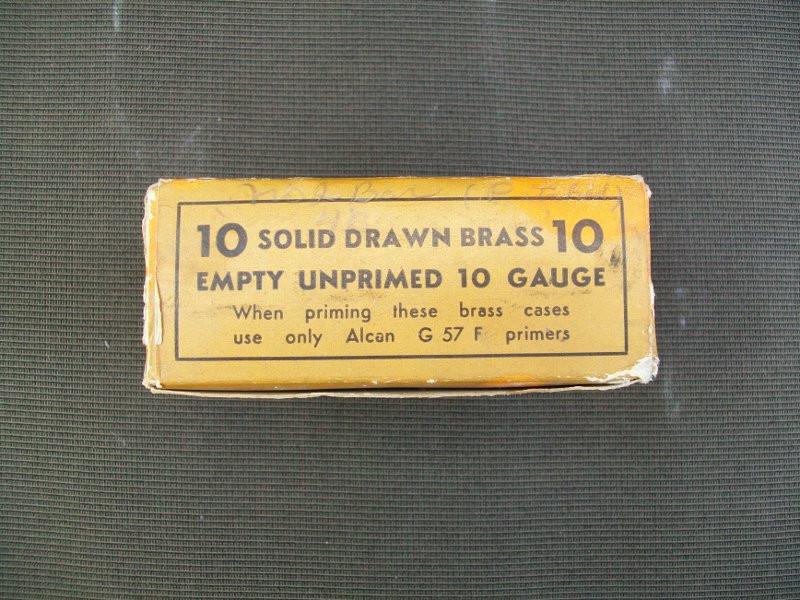 10 SOLID DRAWN BRASS 10
EMPTY UNPRIMED 10 GAUGE
When priming these brass cases
use only Alcan G 57 F primers